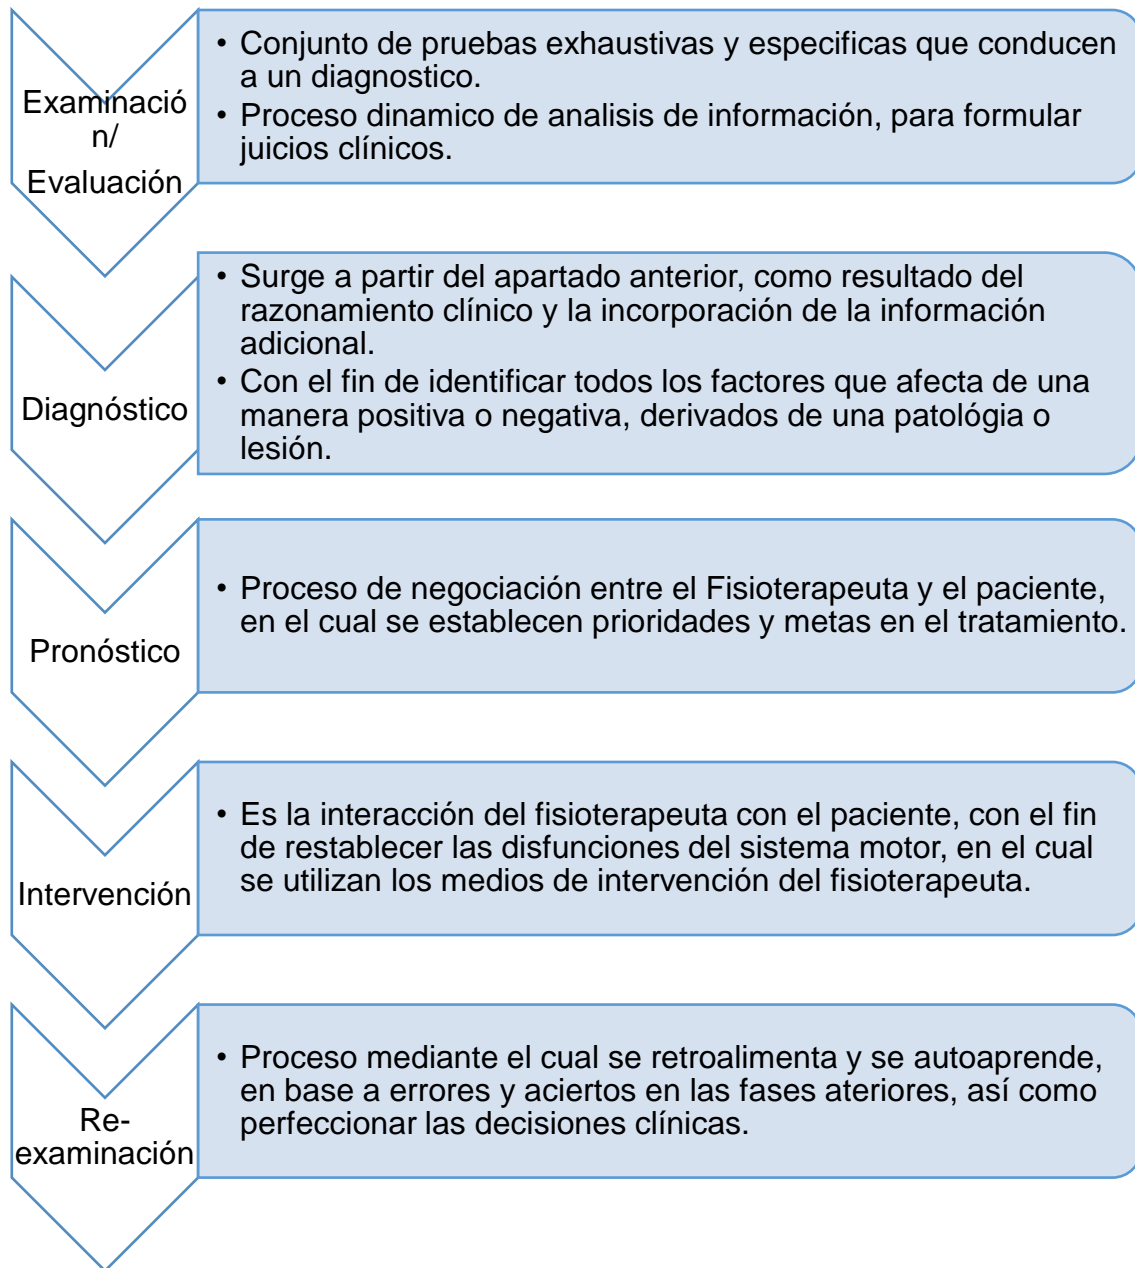 Examinació
n/
Evaluación
• Conjunto de pruebas exhaustivas y especificas que conducen
a un diagnostico.
• Proceso dinamico de analisis de información, para formular
juicios clínicos.
Diagnóstico
• Surge a partir del apartado anterior, como resultado del
razonamiento clínico y la incorporación de la información
adicional.
• Con el fin de identificar todos los factores que afecta de una
manera positiva o negativa, derivados de una patológia o
lesión.
Pronóstico
• Proceso de negociación entre el Fisioterapeuta y el paciente,
en el cual se establecen prioridades y metas en el tratamiento.
Intervención
• Es la interacción del fisioterapeuta con el paciente, con el fin
de restablecer las disfunciones del sistema motor, en el cual
se utilizan los medios de intervención del fisioterapeuta.
Re-
examinación
• Proceso mediante el cual se retroalimenta y se autoaprende,
en base a errores y aciertos en las fases ateriores, así como
perfeccionar las decisiones clínicas.